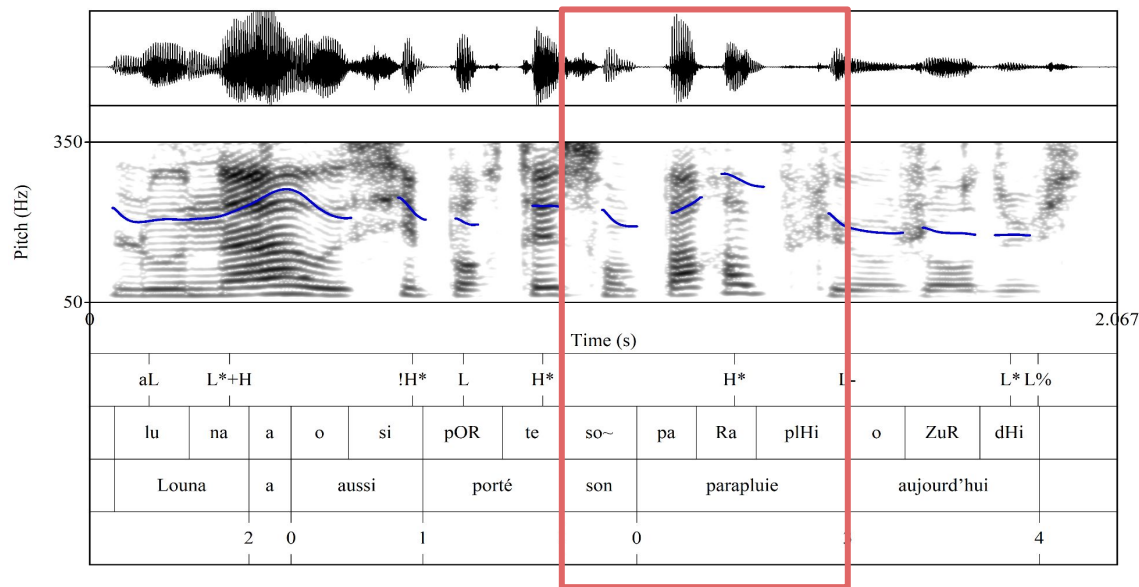 350
Pitch (Hz)
50
0 2.067
Time (s)
aL L*+H !H* L H* H* L- L* L%
lu na a o si pOR te so~ pa Ra plHi o ZuR dHi
Louna a aussi porté son parapluie aujourd'hui
2 0 1 0 4